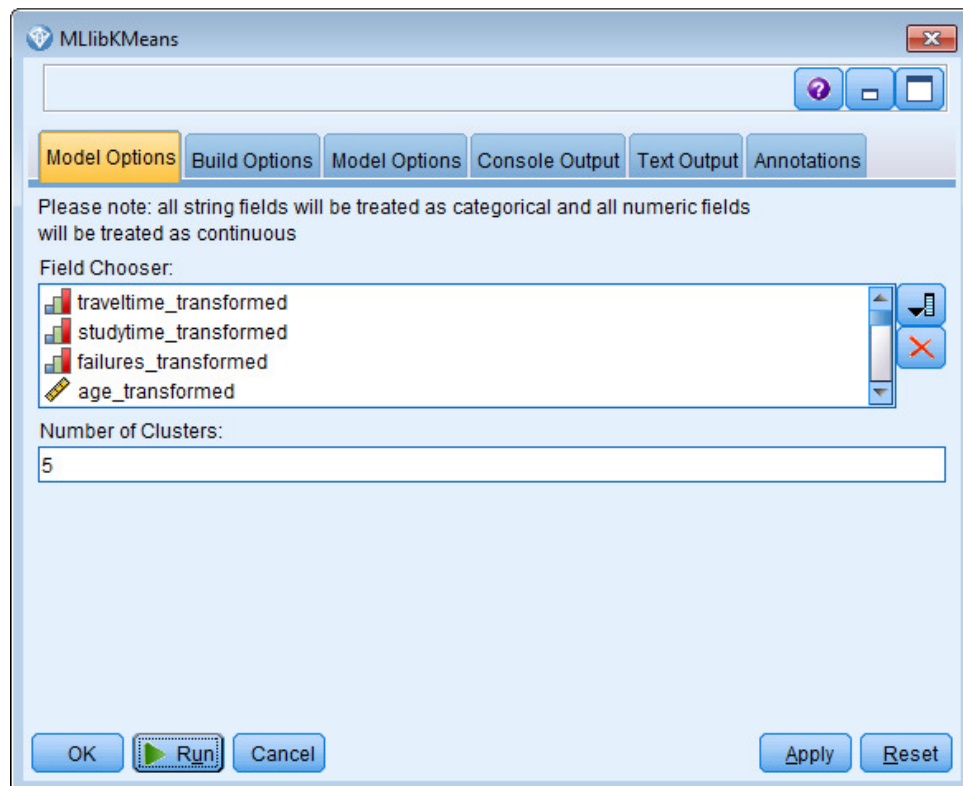 MLlibKMeans
Model Options Build Options Model Options Console Output Text Output Annotations
Please note: all string fields will be treated as categorical and all numeric fields
will be treated as continuous
Field Chooser:
traveltime_transformed
studytime_transformed
failures_transformed
age_transformed
Number of Clusters:
5
OK Run Cancel Apply Reset